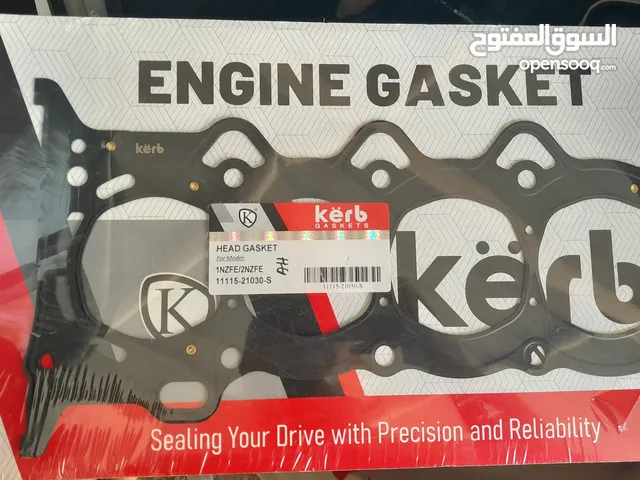 السوق المفتوح
opensooq.com
ENGINE GASKET
kërb
kërb
GASKETS
HEAD GASKET
For Model:
1NZFE/2NZFE
11115-21030-S
11115-21030-S
K
K
kërb
Sealing Your Drive with Precision and Reliability